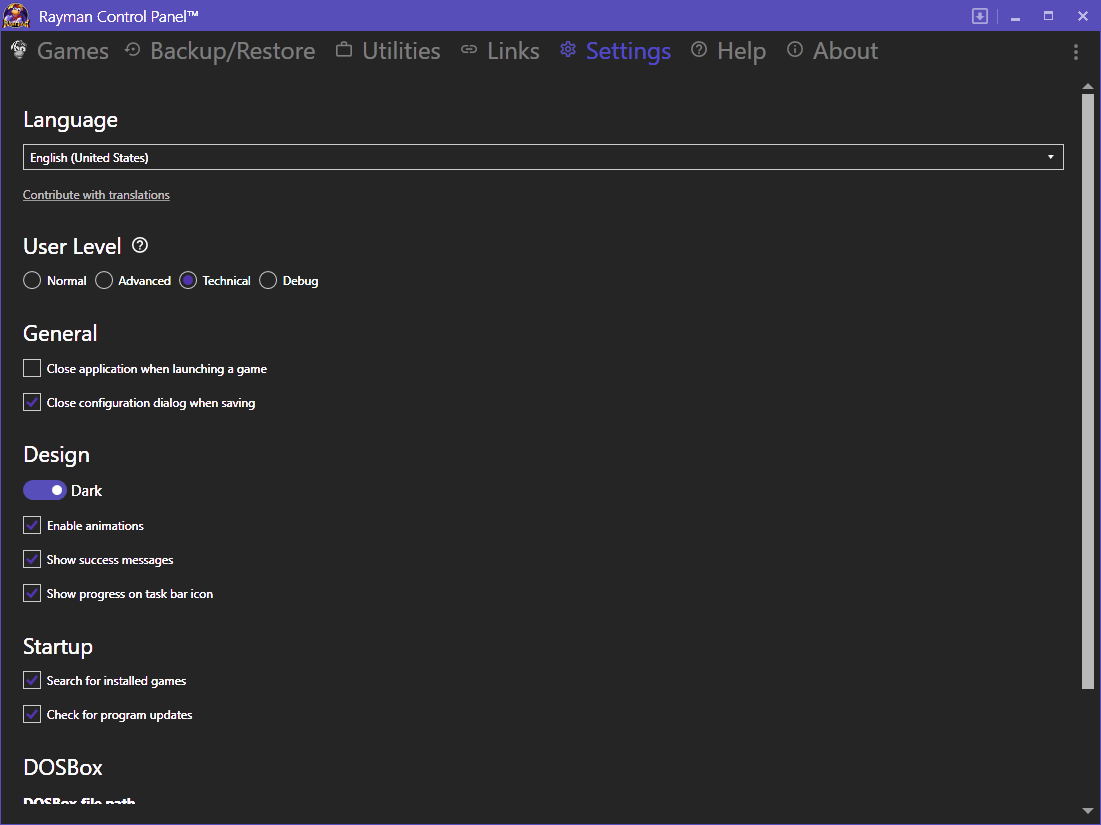 Rayman Control Panel™
Games Backup/Restore Utilities Links Settings Help About
Language
English (United States)
Contribute with translations
User Level
Normal Advanced Technical Debug
General
Close application when launching a game
Close configuration dialog when saving
Design
Dark
Enable animations
Show success messages
Show progress on task bar icon
Startup
Search for installed games
Check for program updates
DOSBox
DOSBox file path